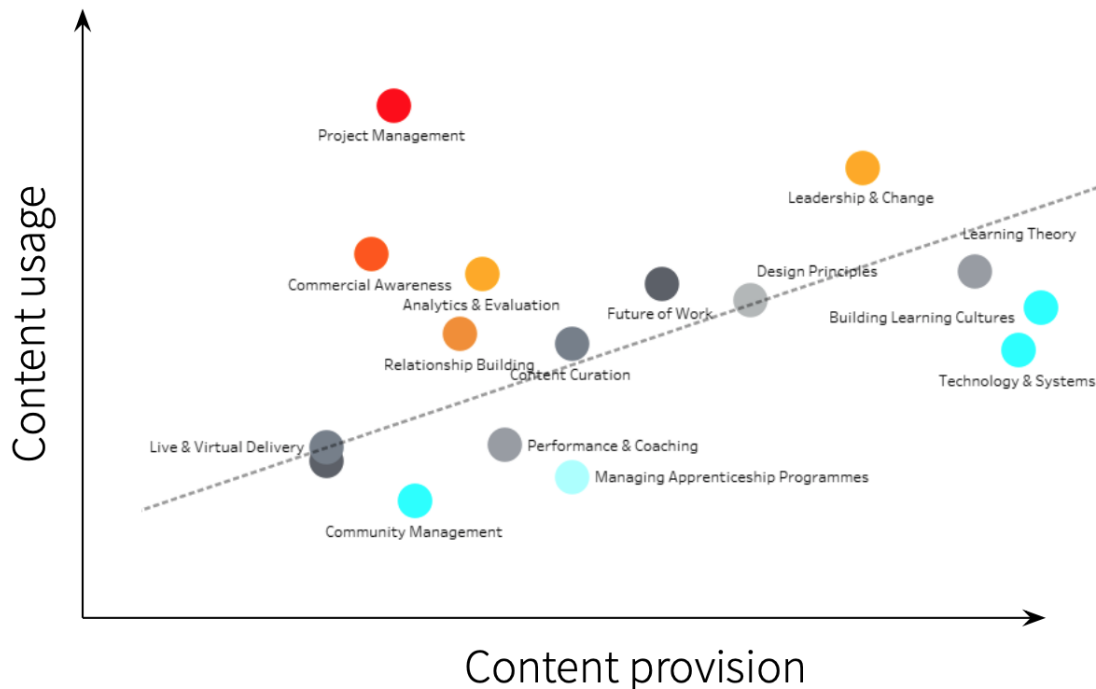 Content usage
Project Management
Leadership & Change
Learning Theory
Design Principles
Commercial Awareness
Analytics & Evaluation
Future of Work
Building Learning Cultures
Relationship Building
Content Curation
Technology & Systems
Live & Virtual Delivery
Performance & Coaching
Managing Apprenticeship Programmes
Community Management
Content provision